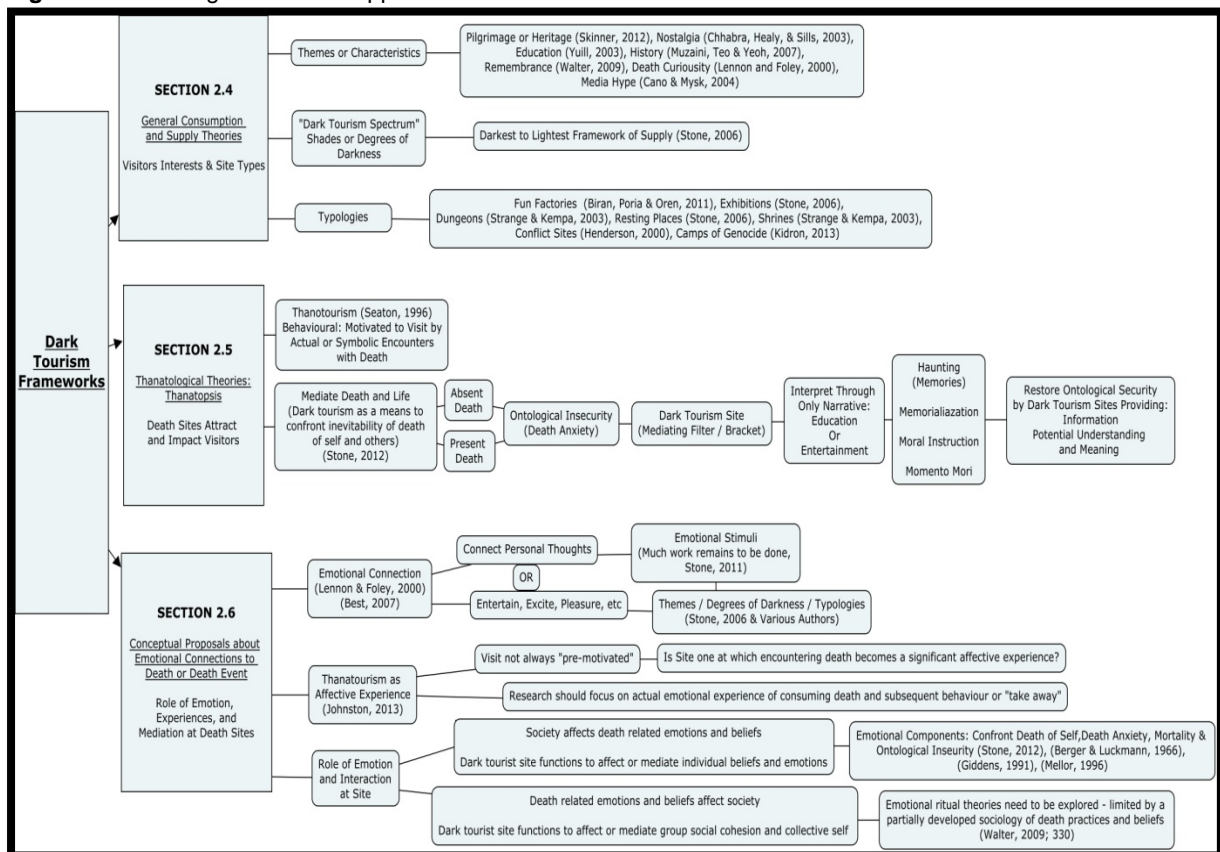 Dark
Tourism
Frameworks
SECTION 2.4
General Consumption
and Supply Theories
Visitors Interests & Site Types
Themes or Characteristics
Pilgrimage or Heritage (Skinner, 2012), Nostalgia (Chhabra, Healy, & Sills, 2003),
Education (Yuill, 2003), History (Muzaini, Teo & Yeoh, 2007),
Remembrance (Walter, 2009), Death Curiousity (Lennon and Foley, 2000),
Media Hype (Cano & Mysk, 2004)
"Dark Tourism Spectrum"
Shades or Degrees of
Darkness
Darkest to Lightest Framework of Supply (Stone, 2006)
Typologies
Fun Factories (Biran, Poria & Oren, 2011), Exhibitions (Stone, 2006),
Dungeons (Strange & Kempa, 2003), Resting Places (Stone, 2006), Shrines (Strange & Kempa, 2003),
Conflict Sites (Henderson, 2000), Camps of Genocide (Kidron, 2013)
SECTION 2.5
Thanatological Theories:
Thanatopsis
Death Sites Attract
and Impact Visitors
Thanotourism (Seaton, 1996)
Behavioural: Motivated to Visit by
Actual or Symbolic Encounters
with Death
Mediate Death and Life
(Dark tourism as a means to
confront inevitability of death
of self and others)
(Stone, 2012)
Absent
Death
Present
Death
Ontological Insecurity
(Death Anxiety)
Dark Tourism Site
(Mediating Filter / Bracket)
Interpret Through
Only Narrative:
Education
Or
Entertainment
Haunting
(Memories)
Memorialiazation
Moral Instruction
Momento Mori
Restore Ontological Security
by Dark Tourism Sites Providing:
Information
Potential Understanding
and Meaning
SECTION 2.6
Conceptual Proposals about
Emotional Connections to
Death or Death Event
Role of Emotion,
Experiences, and
Mediation at Death Sites
Emotional Connection
(Lennon & Foley, 2000)
(Best, 2007)
Connect Personal Thoughts
OR
Entertain, Excite, Pleasure, etc
Emotional Stimuli
(Much work remains to be done,
Stone, 2011)
Themes / Degrees of Darkness / Typologies
(Stone, 2006 & Various Authors)
Thanatourism as
Affective Experience
(Johnston, 2013)
Visit not always "pre-motivated"
Is Site one at which encountering death becomes a significant affective experience?
Research should focus on actual emotional experience of consuming death and subsequent behaviour or "take away"
Role of Emotion
and Interaction
at Site
Society affects death related emotions and beliefs
Dark tourist site functions to affect or mediate individual beliefs and emotions
Emotional Components: Confront Death of Self,Death Anxiety, Mortality &
Ontological Inseurity (Stone, 2012), (Berger & Luckmann, 1966),
(Giddens, 1991), (Mellor, 1996)
Death related emotions and beliefs affect society
Dark tourist site functions to affect or mediate group social cohesion and collective self
Emotional ritual theories need to be explored - limited by a
partially developed sociology of death practices and beliefs
(Walter, 2009; 330)